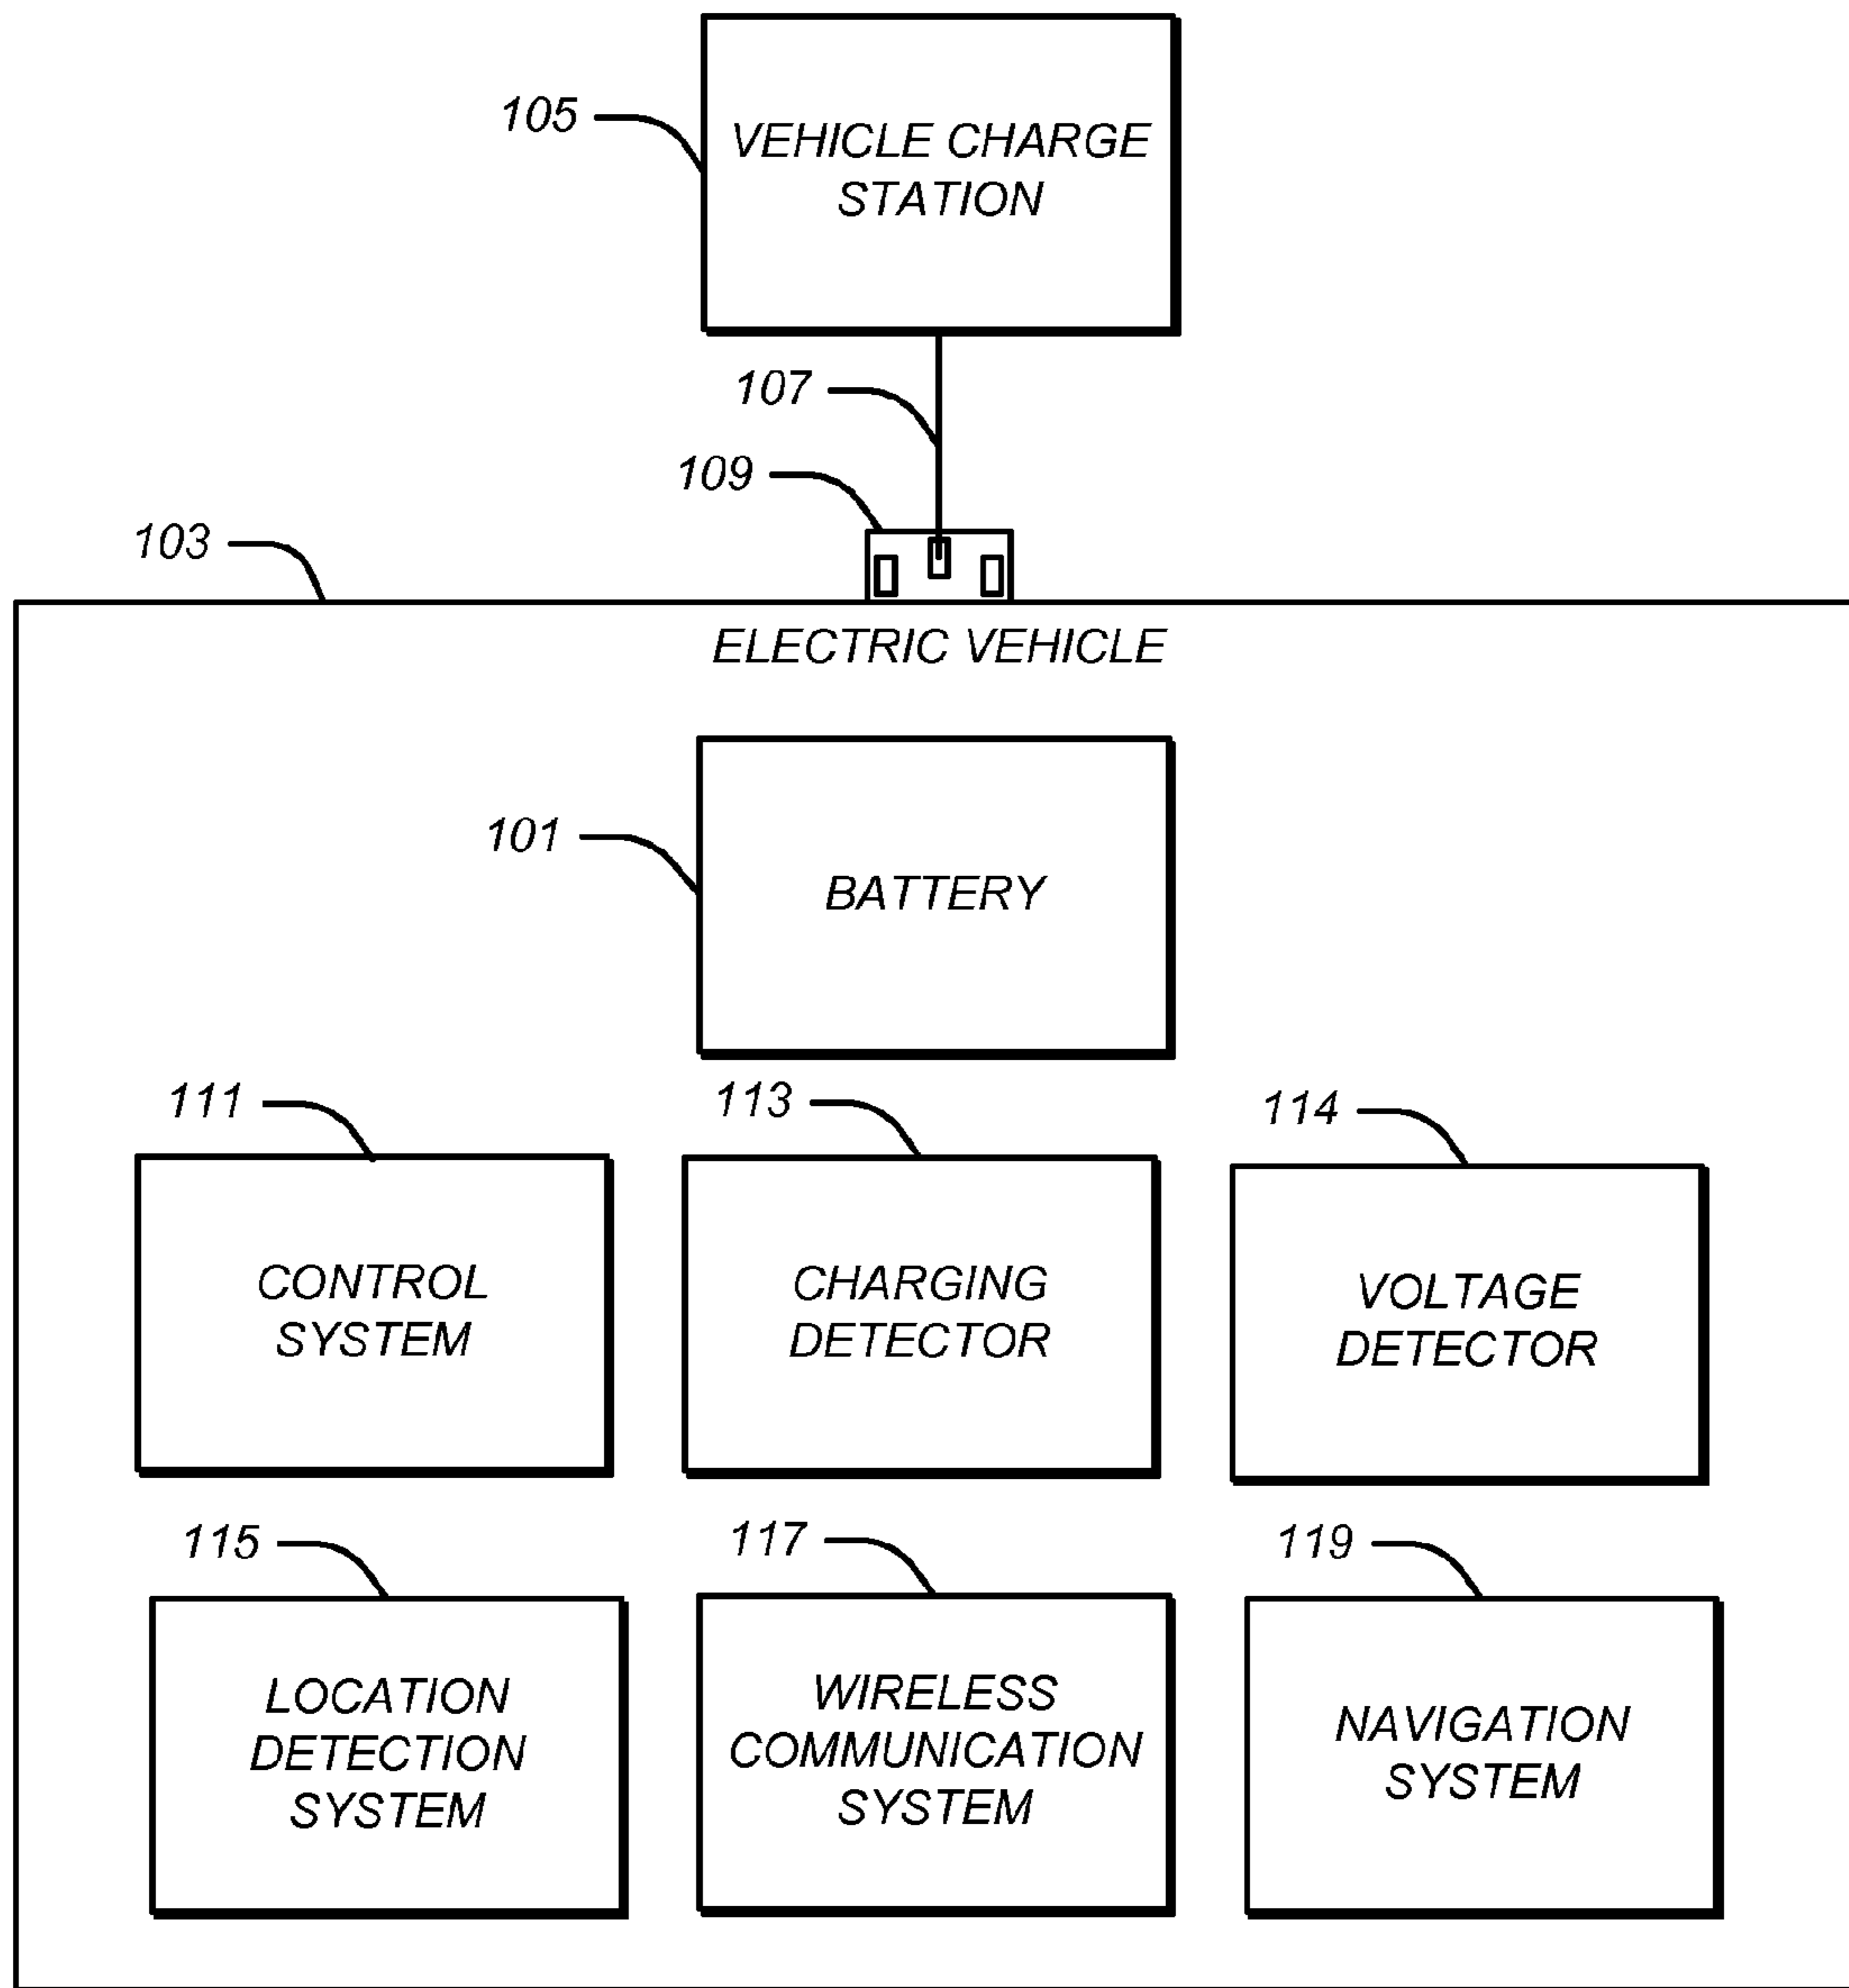 105
VEHICLE CHARGE
STATION
107
109
103
ELECTRIC VEHICLE
101
BATTERY
111
113
114
CONTROL
SYSTEM
CHARGING
DETECTOR
VOLTAGE
DETECTOR
115
117
119
LOCATION
DETECTION
SYSTEM
WIRELESS
COMMUNICATION
SYSTEM
NAVIGATION
SYSTEM